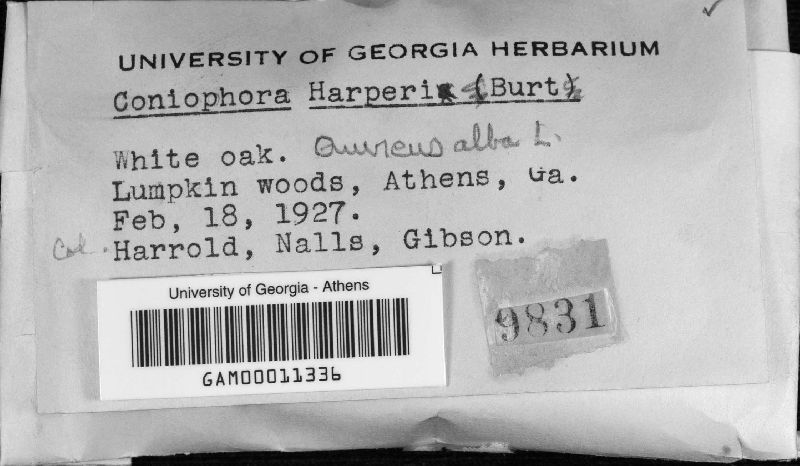 UNIVERSITY OF GEORGIA HERBARIUM
Coniophora Harperi (Burt)
White oak. Quercus alba L.
Lumpkin woods, Athens, Ga.
Feb, 18, 1927.
Col. Harrold, Nalls, Gibson.
University of Georgia - Athens
GAM00011336
9831